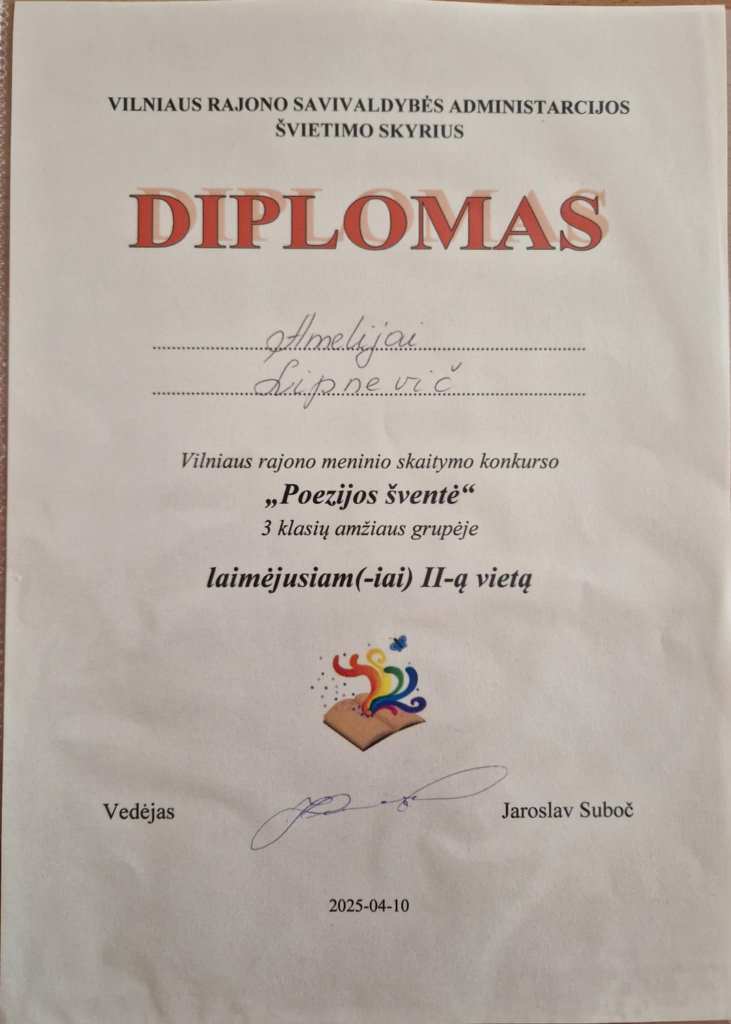 VILNIAUS RAJONO SAVIVALDYBĖS ADMINISTARCIJOS
ŠVIETIMO SKYRIUS
DIPLOMAS
Amelijai
Lipnevič
Vilniaus rajono meninio skaitymo konkurso
„Poezijos šventė“
3 klasių amžiaus grupėje
laimėjusiam(-iai) II-ą vietą
Vedėjas Jaroslav Suboč
2025-04-10